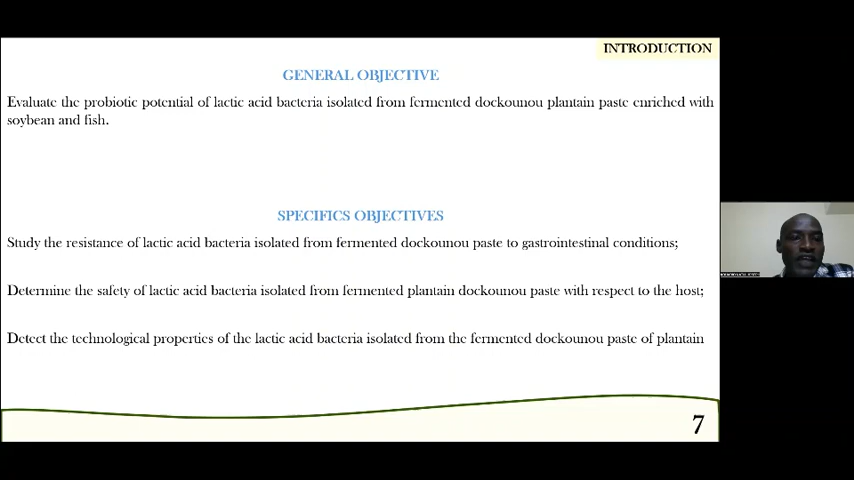 INTRODUCTION
GENERAL OBJECTIVE
Evaluate the probiotic potential of lactic acid bacteria isolated from fermented dockounou plantain paste enriched with
soybean and fish.
SPECIFICS OBJECTIVES
Study the resistance of lactic acid bacteria isolated from fermented dockounou paste to gastrointestinal conditions;
Determine the safety of lactic acid bacteria isolated from fermented plantain dockounou paste with respect to the host;
Detect the technological properties of the lactic acid bacteria isolated from the fermented dockounou paste of plantain
7